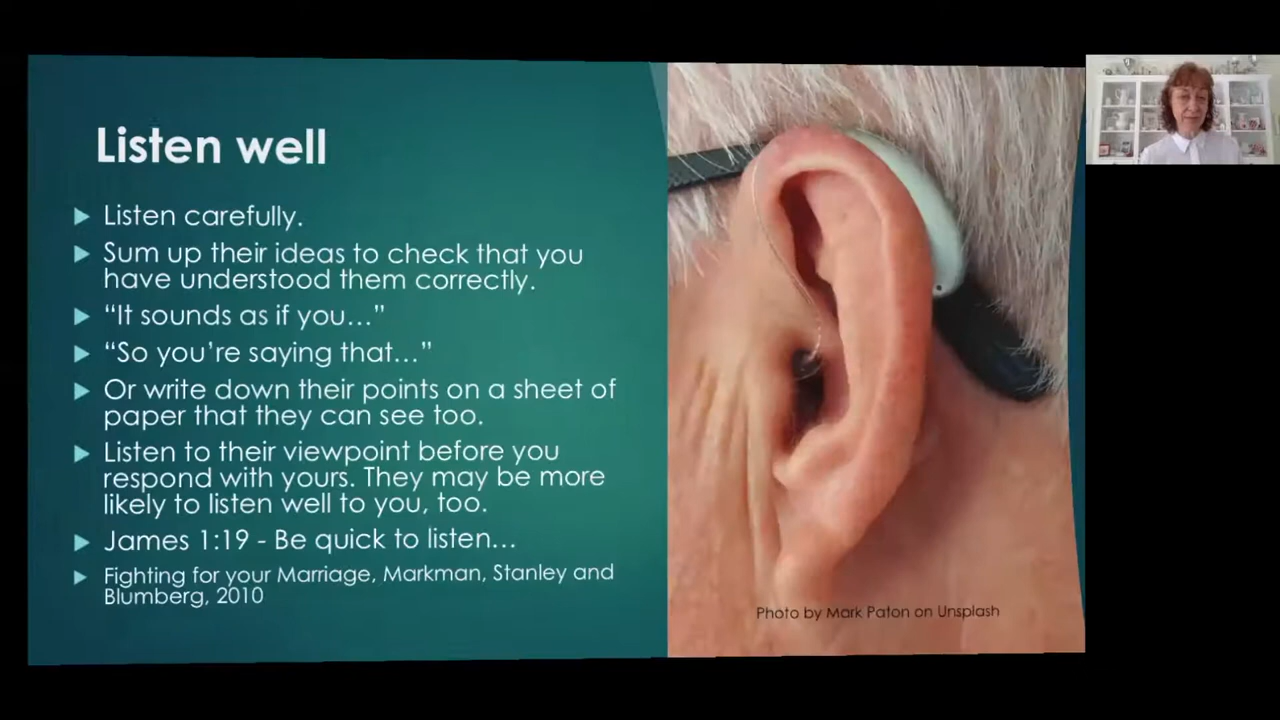 Listen well
Listen carefully.
Sum up their ideas to check that you
have understood them correctly.
“It sounds as if you…”
“So you’re saying that…”
Or write down their points on a sheet of
paper that they can see too.
Listen to their viewpoint before you
respond with yours. They may be more
likely to listen well to you, too.
James 1:19 - Be quick to listen…
Fighting for your Marriage, Markman, Stanley and
Blumberg, 2010
Photo by Mark Paton on Unsplash